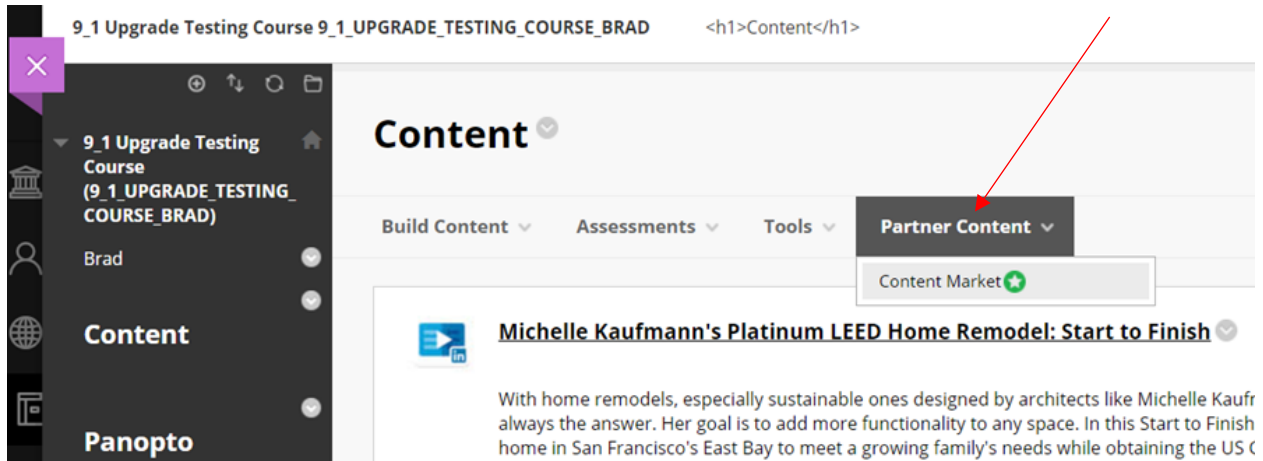 9_1 Upgrade Testing Course 9_1_UPGRADE_TESTING_COURSE_BRAD <h1>Content</h1>
9_1 Upgrade Testing
Course
(9_1_UPGRADE_TESTING_
COURSE_BRAD)
Brad
Content
Panopto
Content
Build Content Assessments Tools Partner Content
Content Market
in
Michelle Kaufmann's Platinum LEED Home Remodel: Start to Finish
With home remodels, especially sustainable ones designed by architects like Michelle
always the answer. Her goal is to add more functionality to any space. In this Start to Finish
home in San Francisco's East Bay to meet a growing family's needs while obtaining the US